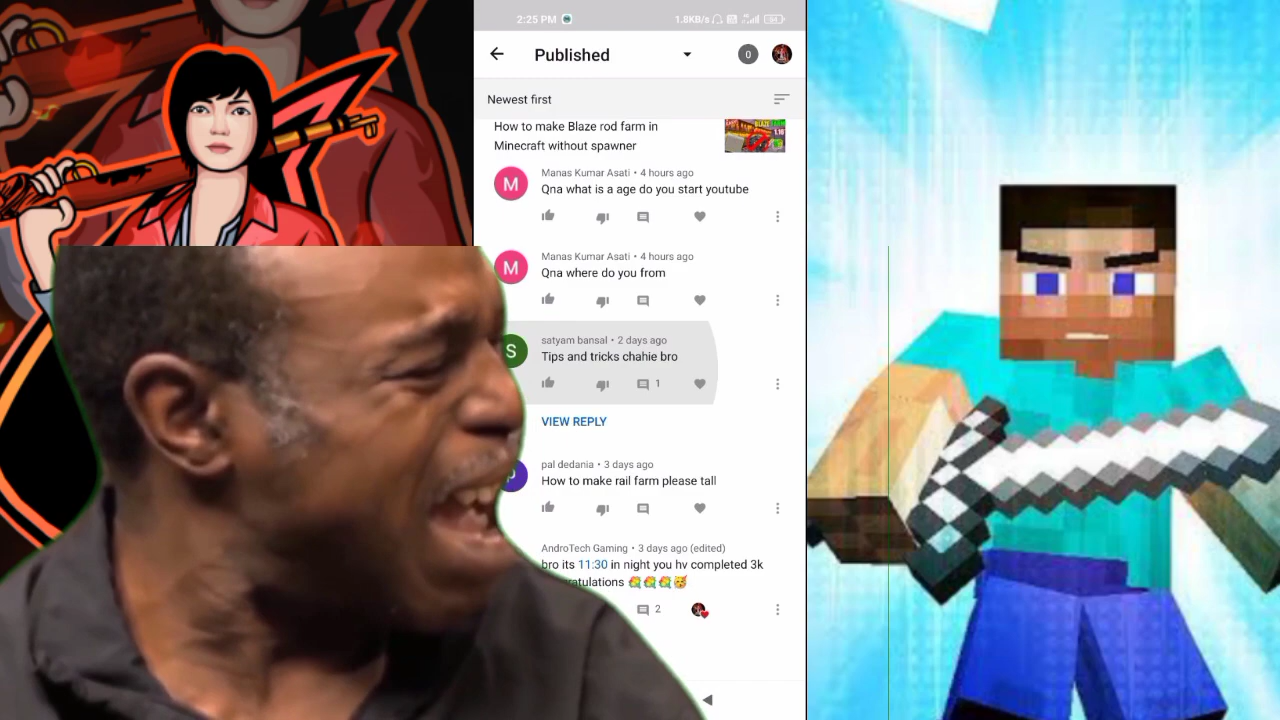 2:25 PM
1.8KB/s
54
Published
0
Newest first
How to make Blaze rod farm in
Minecraft without spawner
M
Manas Kumar Asati • 4 hours ago
Qna what is a age do you start youtube
M
Manas Kumar Asati • 4 hours ago
Qna where do you from
S
satyam bansal • 2 days ago
Tips and tricks chahie bro
1
VIEW REPLY
pal dedania • 3 days ago
How to make rail farm please tall
AndroTech Gaming • 3 days ago (edited)
bro its 11:30 in night you hv completed 3k
2